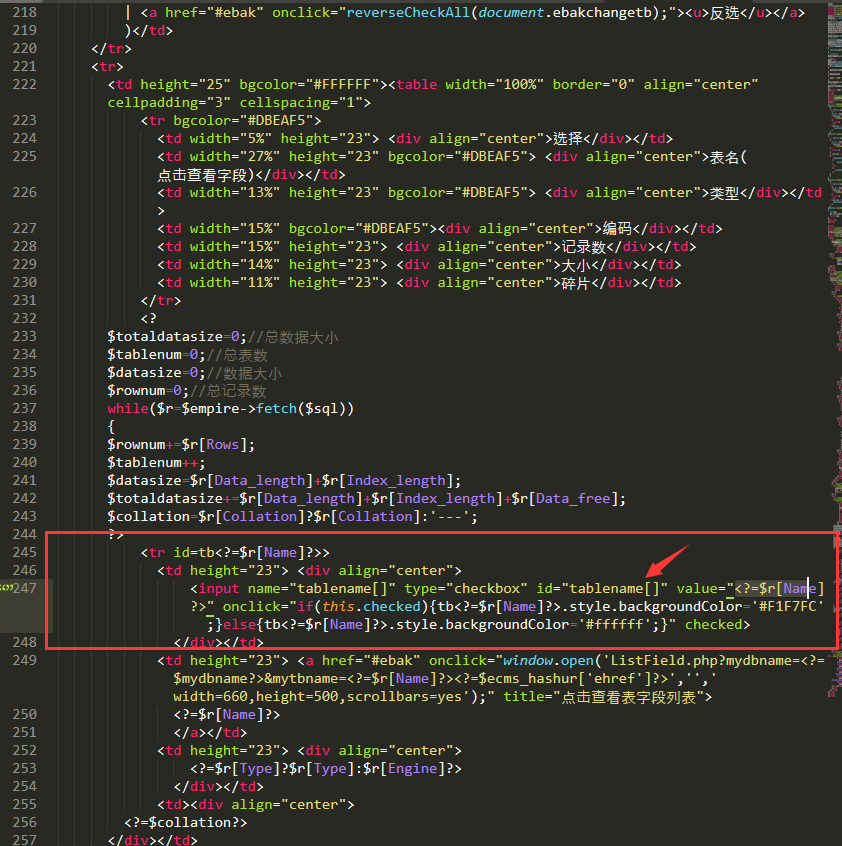 218 | <a href="#ebak" onclick="reverseCheckAll(document.ebakchangetb);"><u>反选</u></a>
219 )</td>
220 </tr>
221 <tr>
222 <td height="25" bgcolor="#FFFFFF"><table width="100%" border="0" align="center"
cellpadding="3" cellspacing="1">
223 <tr bgcolor="#DBEAF5">
224 <td width="5%" height="23"> <div align="center">选择</div></td>
225 <td width="27%" height="23" bgcolor="#DBEAF5"> <div align="center">表名(
点击查看字段)</div></td>
226 <td width="13%" height="23" bgcolor="#DBEAF5"> <div align="center">类型</div></td
>
227 <td width="15%" bgcolor="#DBEAF5"><div align="center">编码</div></td>
228 <td width="15%" height="23"> <div align="center">记录数</div></td>
229 <td width="14%" height="23"> <div align="center">大小</div></td>
230 <td width="11%" height="23"> <div align="center">碎片</div></td>
231 </tr>
232 <?
233 $totaldatasize=0;//总数据大小
234 $tablenum=0;//总表数
235 $datasize=0;//数据大小
236 $rownum=0;//总记录数
237 while($r=$empire->fetch($sql))
238 {
239 $rownum+=$r[Rows];
240 $tablenum++;
241 $datasize=$r[Data_length]+$r[Index_length];
242 $totaldatasize+=$r[Data_length]+$r[Index_length]+$r[Data_free];
243 $collation=$r[Collation]?$r[Collation]:'---';
244 ?>
245 <tr id=tb<?=$r[Name]?>>
246 <td height="23"> <div align="center">
247 <input name="tablename[]" type="checkbox" id="tablename[]" value="<?=$r[Name]
?>" onclick="if(this.checked){tb<?=$r[Name]?>.style.backgroundColor='#F1F7FC'
;}else{tb<?=$r[Name]?>.style.backgroundColor='#ffffff';}" checked>
248 </div></td>
249 <td height="23"> <a href="#ebak" onclick="window.open('ListField.php?mydbname=<?=
$mydbname?>&mytbname=<?=$r[Name]?><?=$ecms_hashur['ehref']?>','','
width=660,height=500,scrollbars=yes');" title="点击查看表字段列表">
250 <?=$r[Name]?>
251 </a></td>
252 <td height="23"> <div align="center">
253 <?=$r[Type]?$r[Type]:$r[Engine]?>
254 </div></td>
255 <td><div align="center">
256 <?=$collation?>
257 </div></td>